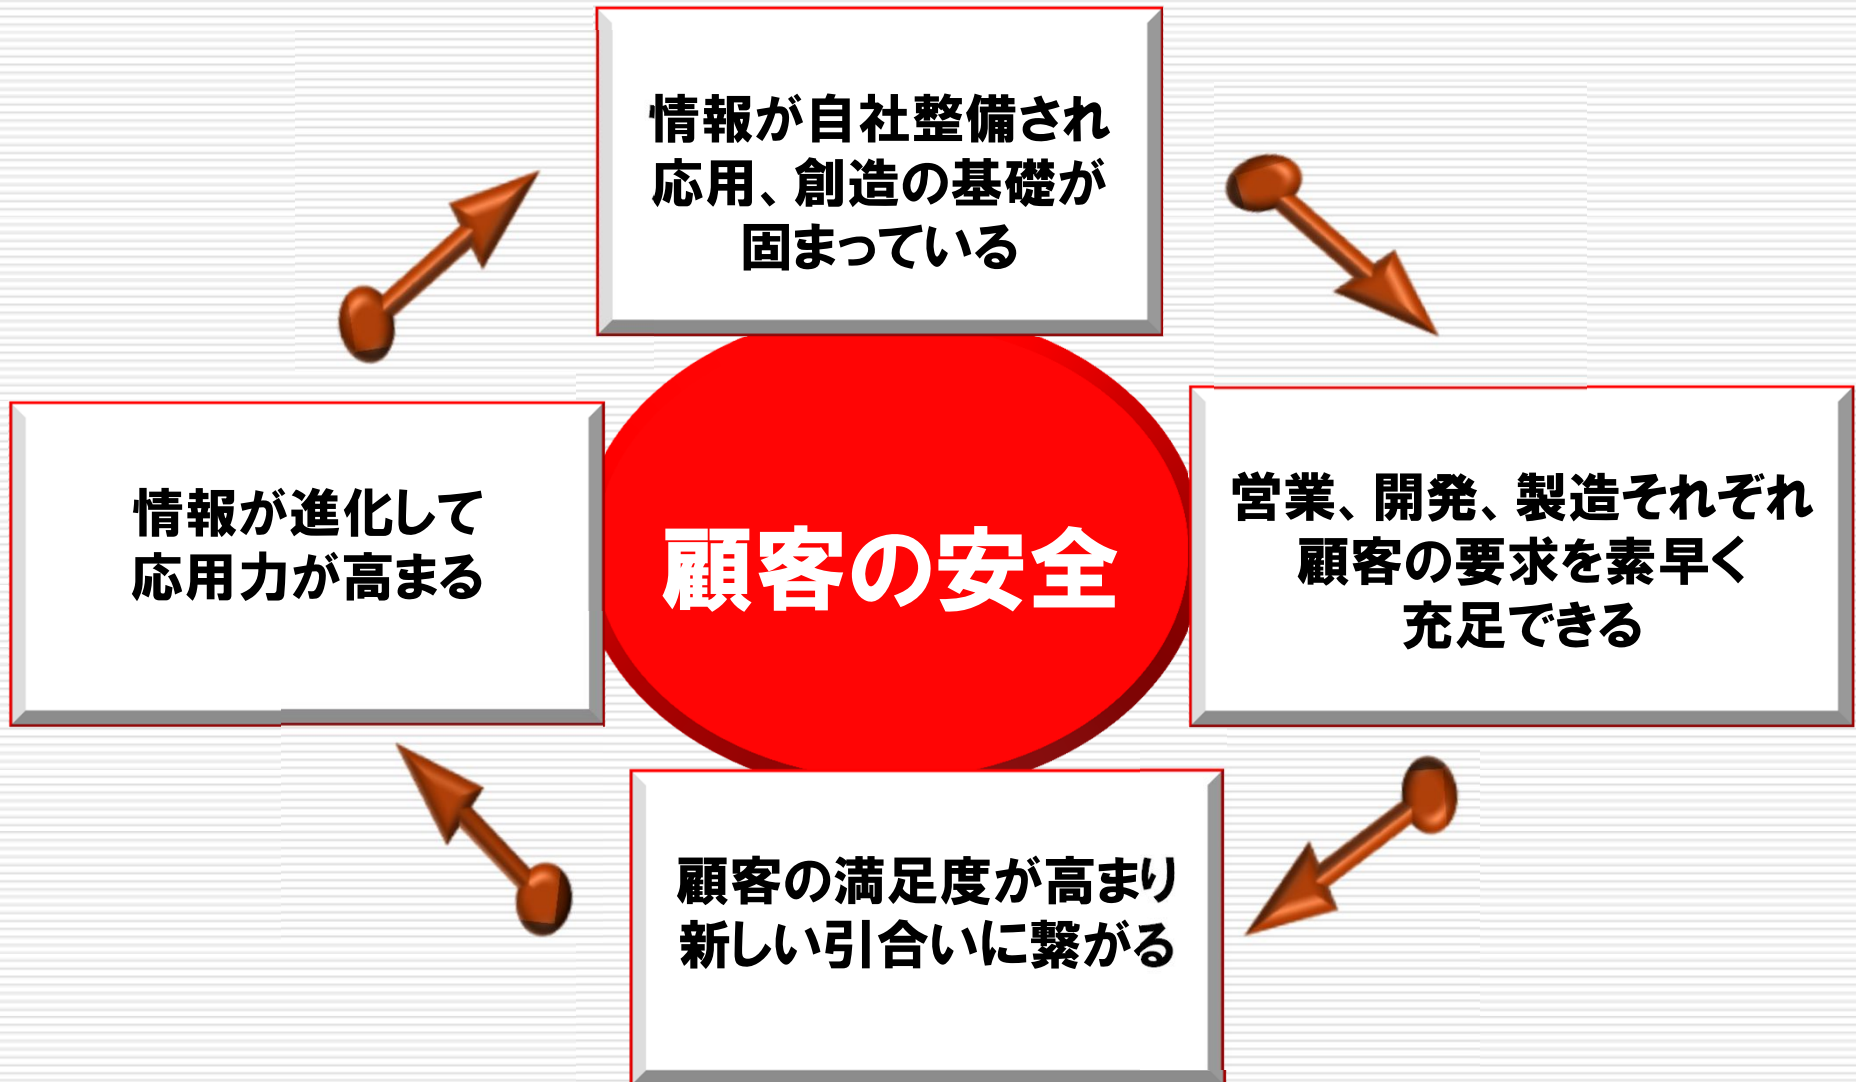 情報が自社整備され
応用、創造の基礎が
固まっている
情報が進化して
応用力が高まる
顧客の安全
営業、開発、製造それぞれ
顧客の要求を素早く
充足できる
顧客の満足度が高まり
新しい引合いに繋がる